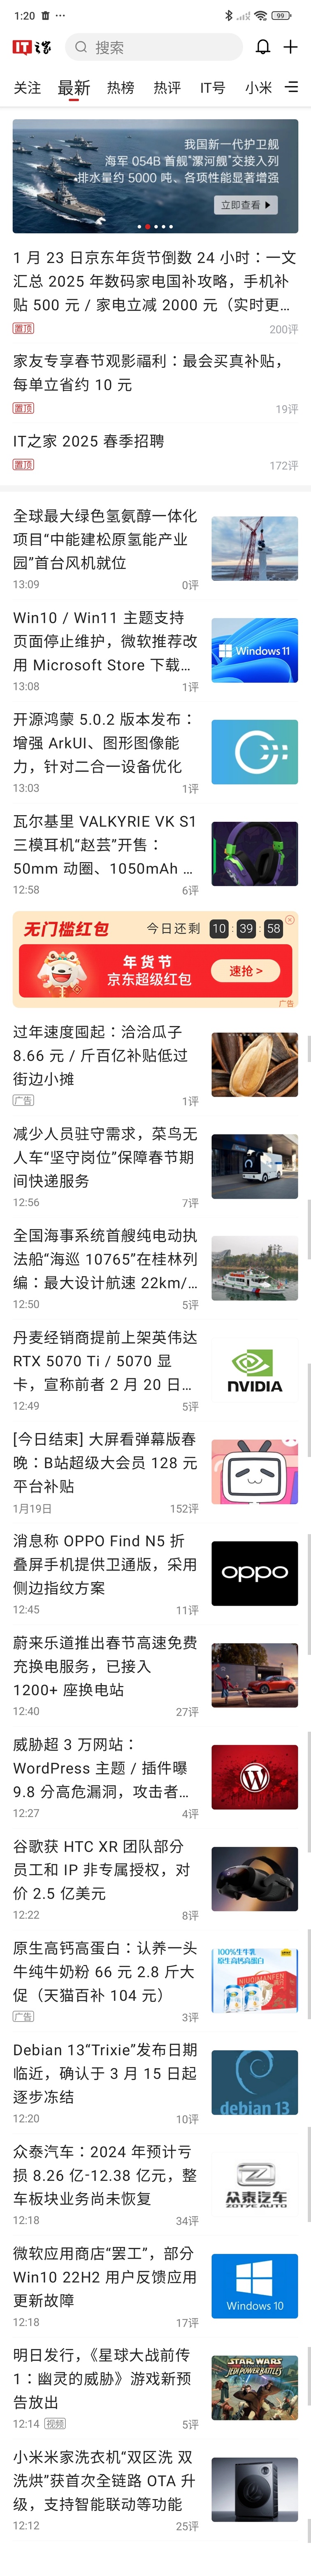 1:20
99
IT之家
搜索
关注 最新 热榜 热评 IT号 小米
我国新一代护卫舰
海军 054B 首舰“漯河舰”交接入列
排水量约 5000 吨、各项性能显著增强
立即查看
1 月 23 日京东年货节倒数 24 小时：一文
汇总 2025 年数码家电国补攻略，手机补
贴 500 元 / 家电立减 2000 元（实时更…
置顶 200评
家友专享春节观影福利：最会买真补贴，
每单立省约 10 元
置顶 19评
IT之家 2025 春季招聘
置顶 172评
全球最大绿色氢氨醇一体化
项目“中能建松原氢能产业
园”首台风机就位
13:09 0评
Win10 / Win11 主题支持
页面停止维护，微软推荐改
用 Microsoft Store 下载…
13:08 1评
Windows 11
开源鸿蒙 5.0.2 版本发布：
增强 ArkUI、图形图像能
力，针对二合一设备优化
13:03 1评
瓦尔基里 VALKYRIE VK S1
三模耳机“赵芸”开售：
50mm 动圈、1050mAh …
12:58 6评
无门槛红包 今日还剩 10:39:58
年货节
京东超级红包
速抢 >
广告
过年速度囤起：洽洽瓜子
8.66 元 / 斤百亿补贴低过
街边小摊
广告 1评
减少人员驻守需求，菜鸟无
人车“坚守岗位”保障春节期
间快递服务
12:56 7评
全国海事系统首艘纯电动执
法船“海巡 10765”在桂林列
编：最大设计航速 22km/…
12:50 5评
丹麦经销商提前上架英伟达
RTX 5070 Ti / 5070 显
卡，宣称前者 2 月 20 日…
12:49 5评
NVIDIA
[今日结束] 大屏看弹幕版春
晚：B站超级大会员 128 元
平台补贴
1月19日 152评
消息称 OPPO Find N5 折
叠屏手机提供卫通版，采用
侧边指纹方案
12:45 11评
oppo
蔚来乐道推出春节高速免费
充换电服务，已接入
1200+ 座换电站
12:40 27评
威胁超 3 万网站：
WordPress 主题 / 插件曝
9.8 分高危漏洞，攻击者…
12:27 4评
谷歌获 HTC XR 团队部分
员工和 IP 非专属授权，对
价 2.5 亿美元
12:22 8评
原生高钙高蛋白：认养一头
牛纯牛奶粉 66 元 2.8 斤大
促（天猫百补 104 元）
广告 3评
100%生牛乳
原生高钙高蛋白
Debian 13“Trixie”发布日期
临近，确认于 3 月 15 日起
逐步冻结
12:20 10评
debian 13
众泰汽车：2024 年预计亏
损 8.26 亿-12.38 亿元，整
车板块业务尚未恢复
12:18 34评
众泰汽车
ZOTYE AUTO
微软应用商店“罢工”，部分
Win10 22H2 用户反馈应用
更新故障
12:18 17评
Windows 10
明日发行，《星球大战前传
1：幽灵的威胁》游戏新预
告放出
12:14 视频 5评
STAR WARS
JEDI POWER BATTLES
小米米家洗衣机“双区洗 双
洗烘”获首次全链路 OTA 升
级，支持智能联动等功能
12:12 25评